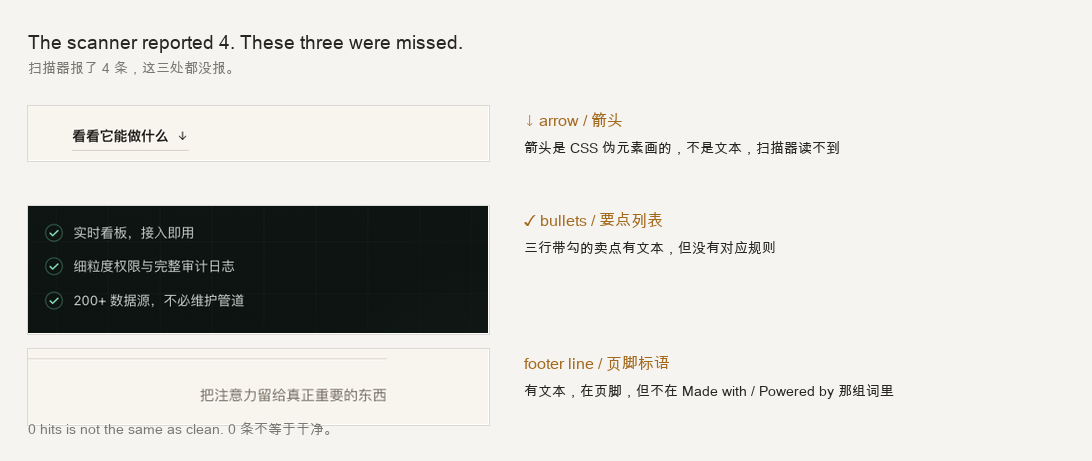 The scanner reported 4. These three were missed.
扫描器报了 4 条，这三处都没报。
看看它能做什么 ↓
↓ arrow / 箭头
箭头是 CSS 伪元素画的，不是文本，扫描器读不到
实时看板，接入即用
细粒度权限与完整审计日志
200+ 数据源，不必维护管道
✓ bullets / 要点列表
三行带勾的卖点有文本，但没有对应规则
把注意力留给真正重要的东西
footer line / 页脚标语
有文本，在页脚，但不在 Made with / Powered by 那组词里
0 hits is not the same as clean. 0 条不等于干净。